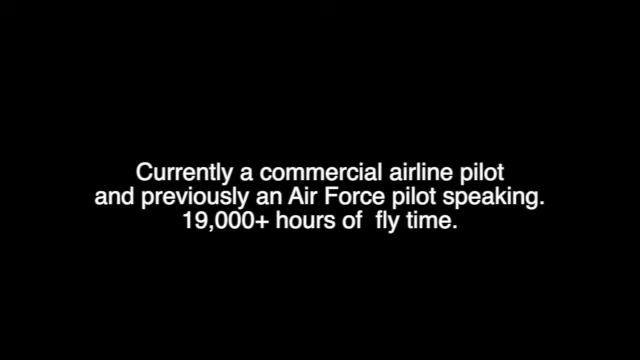 Currently a commercial airline pilot
and previously an Air Force pilot speaking.
19,000+ hours of  fly time.